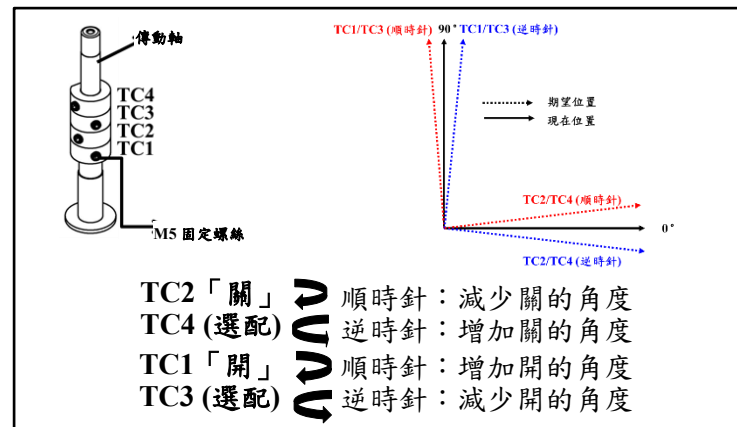 傳動軸
TC4
TC3
TC2
TC1
M5 固定螺絲
TC1/TC3 (順時針) 90° TC1/TC3 (逆時針)
期望位置
現在位置
TC2/TC4 (順時針)
0°
TC2/TC4 (逆時針)
TC2「關」 順時針：減少關的角度
TC4 (選配) 逆時針：增加關的角度
TC1「開」 順時針：增加開的角度
TC3 (選配) 逆時針：減少開的角度